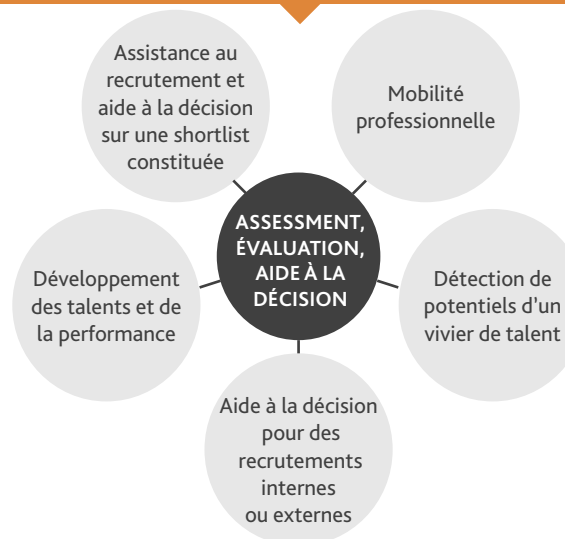 Assistance au
recrutement et
aide à la décision
sur une shortlist
constituée
Mobilité
professionnelle
ASSESSMENT,
ÉVALUATION,
AIDE À LA
DÉCISION
Développement
des talents et de
la performance
Détection de
potentiels d'un
vivier de talent
Aide à la décision
pour des
recrutements
internes
ou externes